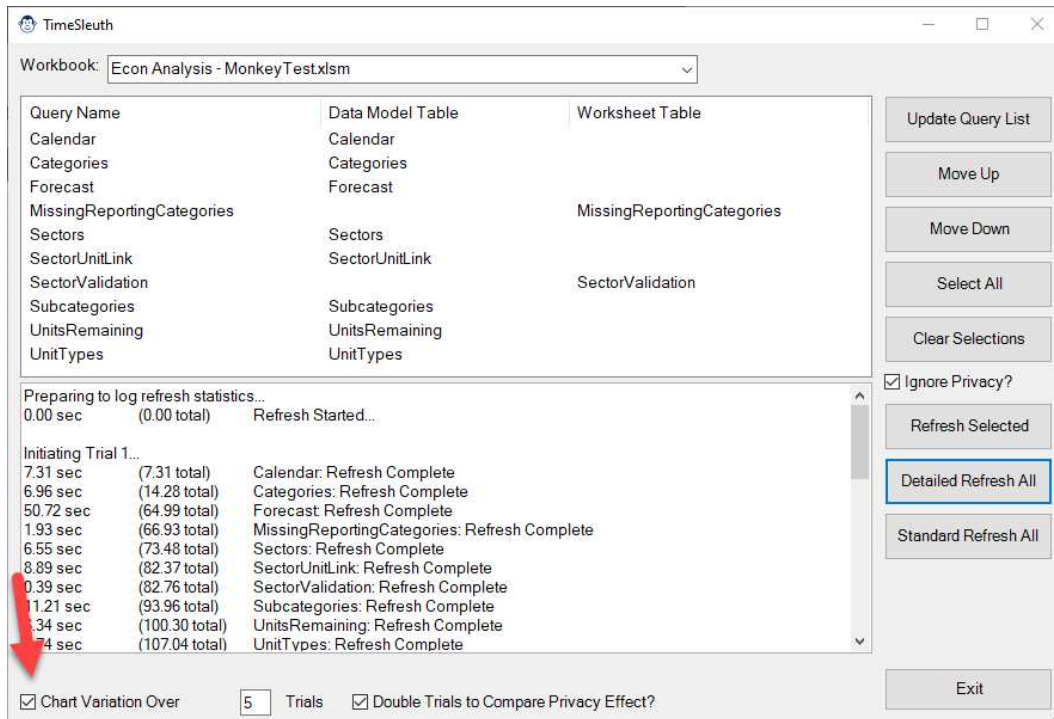 TimeSleuth
Workbook: Econ Analysis - MonkeyTest.xlsm
Query Name Data Model Table Worksheet Table
Calendar Calendar
Categories Categories
Forecast Forecast
MissingReportingCategories MissingReportingCategories
Sectors Sectors
SectorUnitLink SectorUnitLink
SectorValidation SectorValidation
Subcategories Subcategories
UnitsRemaining UnitsRemaining
UnitTypes UnitTypes
Update Query List
Move Up
Move Down
Select All
Clear Selections
Ignore Privacy?
Refresh Selected
Detailed Refresh All
Standard Refresh All
Preparing to log refresh statistics...
0.00 sec (0.00 total) Refresh Started...
Initiating Trial 1...
7.31 sec (7.31 total) Calendar: Refresh Complete
6.96 sec (14.28 total) Categories: Refresh Complete
50.72 sec (64.99 total) Forecast: Refresh Complete
1.93 sec (66.93 total) MissingReportingCategories: Refresh Complete
6.55 sec (73.48 total) Sectors: Refresh Complete
8.89 sec (82.37 total) SectorUnitLink: Refresh Complete
0.39 sec (82.76 total) SectorValidation: Refresh Complete
11.21 sec (93.96 total) Subcategories: Refresh Complete
sec (100.30 total) UnitsRemaining: Refresh Complete
sec (107.04 total) UnitTypes: Refresh Complete
Chart Variation Over 5 Trials Double Trials to Compare Privacy Effect?
Exit